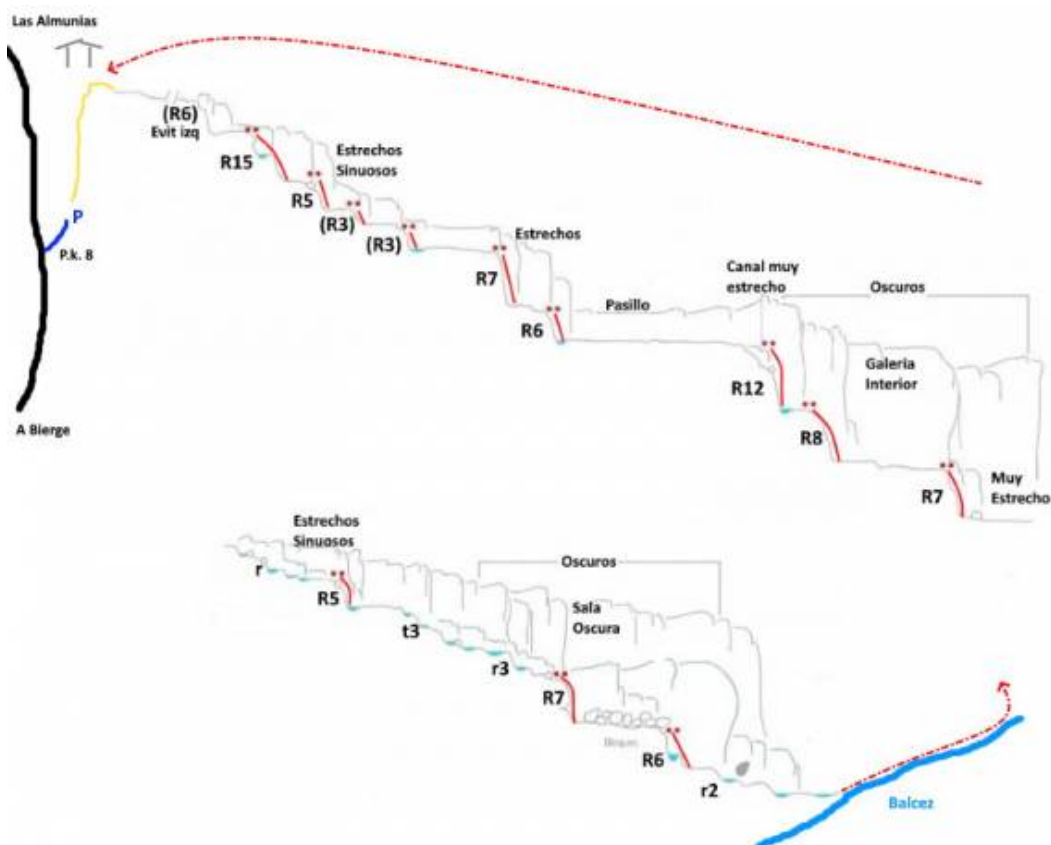 Las Almunias
(R6)
Evit izq
R15
Estrechos
Sinuosos
R5
(R3)
(R3)
P
P.k. 8
A Bierge
Estrechos
R7
R6
Pasillo
Canal muy
estrecho
Oscuros
R12
R8
Galeria
Interior
R7
Muy
Estrecho
Estrechos
Sinuosos
r
R5
t3
r3
Oscuros
Sala
Oscura
R7
R6
r2
Balcez